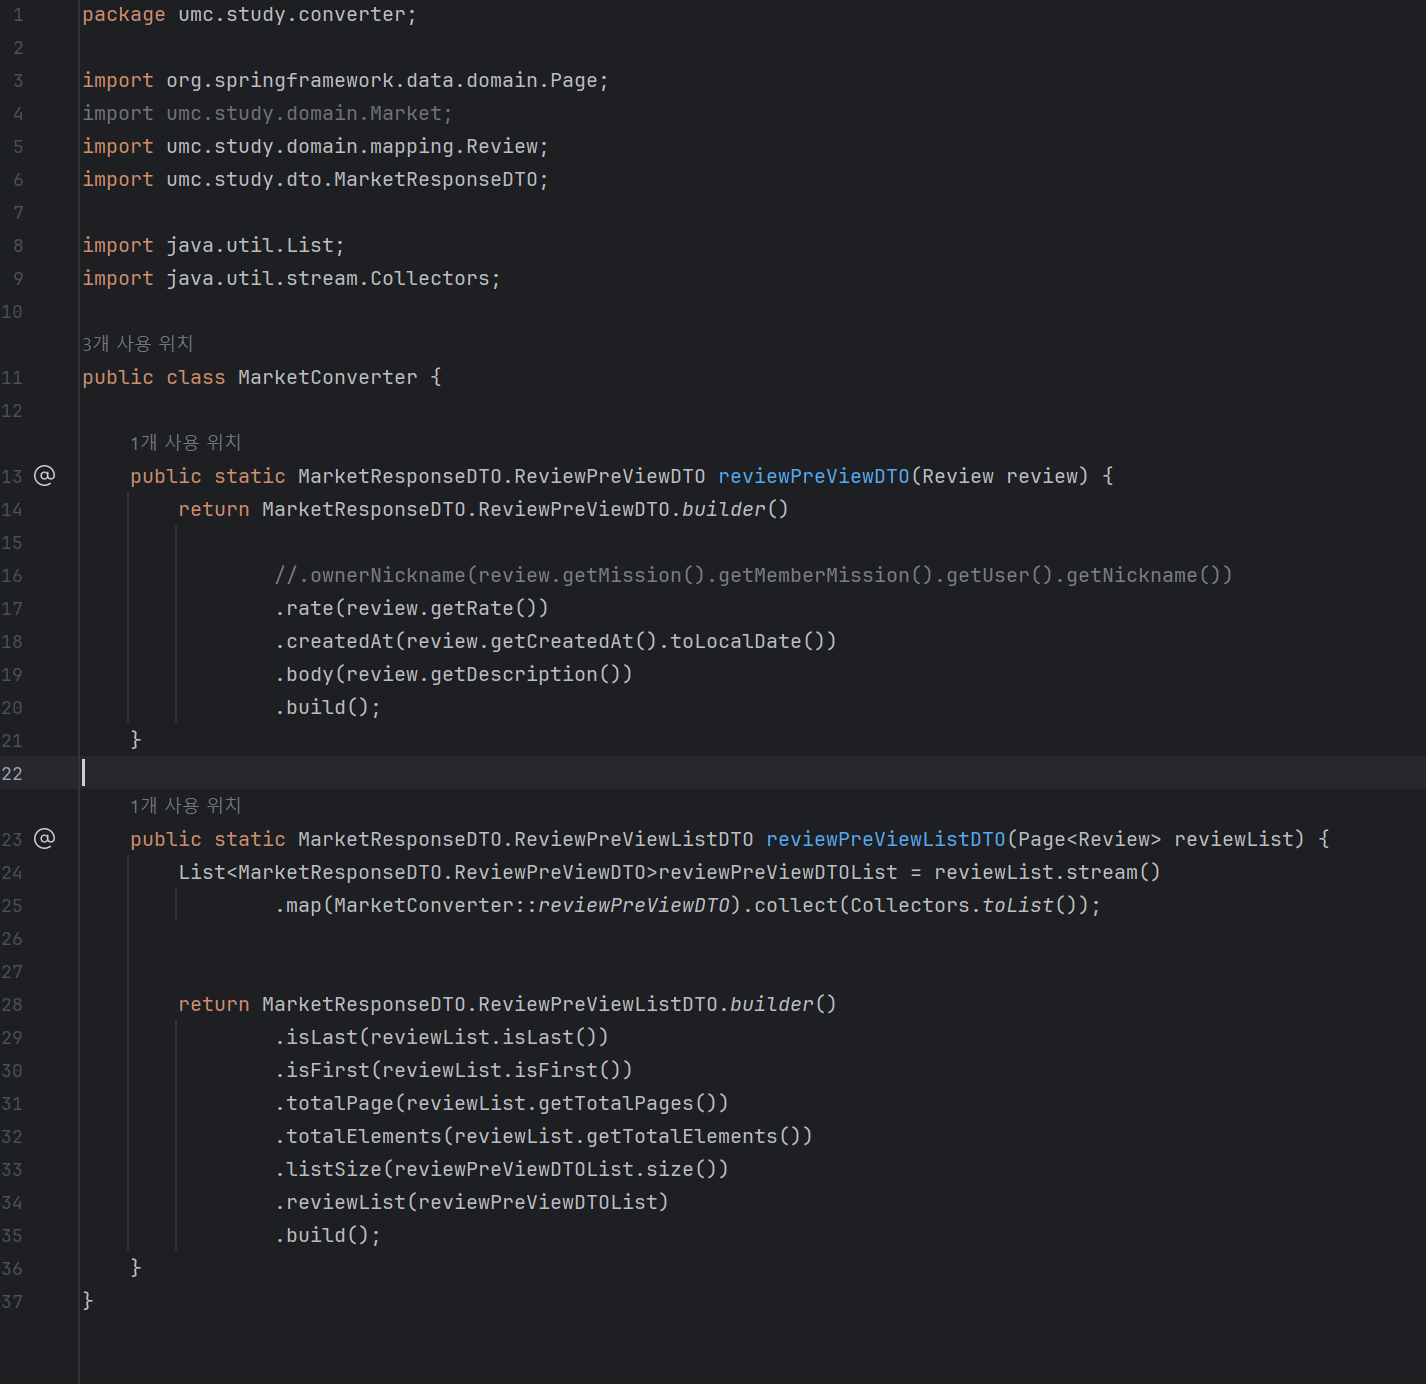 1 package umc.study.converter;
2
3 import org.springframework.data.domain.Page;
4 import umc.study.domain.Market;
5 import umc.study.domain.mapping.Review;
6 import umc.study.dto.MarketResponseDTO;
7
8 import java.util.List;
9 import java.util.stream.Collectors;
10
3개 사용 위치
11 public class MarketConverter {
12
1개 사용 위치
13 @ public static MarketResponseDTO.ReviewPreViewDTO reviewPreViewDTO(Review review) {
14 return MarketResponseDTO.ReviewPreViewDTO.builder()
15
16 //.ownerNickname(review.getMission().getMemberMission().getUser().getNickname())
17 .rate(review.getRate())
18 .createdAt(review.getCreatedAt().toLocalDate())
19 .body(review.getDescription())
20 .build();
21 }
22
1개 사용 위치
23 @ public static MarketResponseDTO.ReviewPreViewListDTO reviewPreViewListDTO(Page<Review> reviewList) {
24 List<MarketResponseDTO.ReviewPreViewDTO>reviewPreViewDTOList = reviewList.stream()
25 .map(MarketConverter::reviewPreViewDTO).collect(Collectors.toList());
26
27
28 return MarketResponseDTO.ReviewPreViewListDTO.builder()
29 .isLast(reviewList.isLast())
30 .isFirst(reviewList.isFirst())
31 .totalPage(reviewList.getTotalPages())
32 .totalElements(reviewList.getTotalElements())
33 .listSize(reviewPreViewDTOList.size())
34 .reviewList(reviewPreViewDTOList)
35 .build();
36 }
37 }